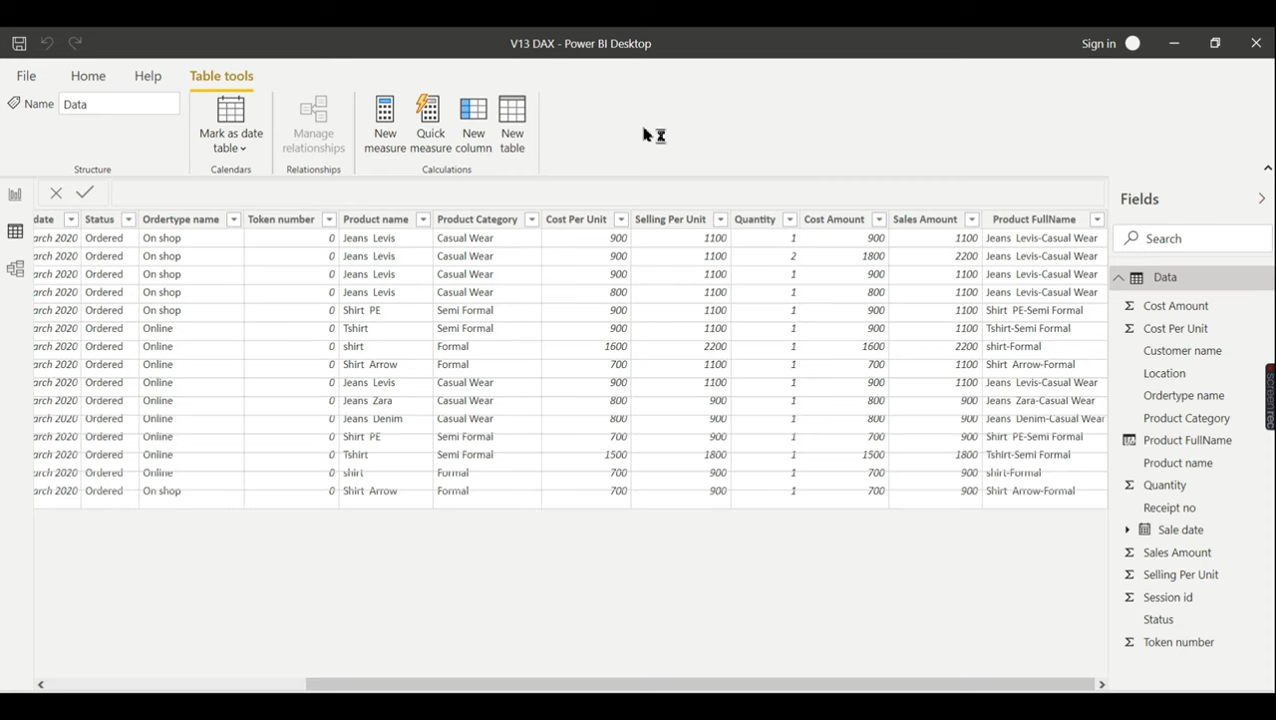 V13 DAX - Power BI Desktop
Sign in
File Home Help Table tools
Name Data
Mark as date table
Manage relationships
New measure
Quick measure
New column
New table
Structure Calendars Relationships Calculations
Fields
Search
date Status Ordertype name Token number Product name Product Category Cost Per Unit Selling Per Unit Quantity Cost Amount Sales Amount Product FullName
arch 2020 Ordered On shop 0 Jeans Levis Casual Wear 900 1100 1 900 1100 Jeans Levis-Casual Wear
arch 2020 Ordered On shop 0 Jeans Levis Casual Wear 900 1100 2 1800 2200 Jeans Levis-Casual Wear
arch 2020 Ordered On shop 0 Jeans Levis Casual Wear 900 1100 1 900 1100 Jeans Levis-Casual Wear
arch 2020 Ordered On shop 0 Jeans Levis Casual Wear 800 1100 1 800 1100 Jeans Levis-Casual Wear
arch 2020 Ordered On shop 0 Shirt PE Semi Formal 900 1100 1 900 1100 Shirt PE-Semi Formal
arch 2020 Ordered Online 0 Tshirt Semi Formal 900 1100 1 900 1100 Tshirt-Semi Formal
arch 2020 Ordered Online 0 shirt Formal 1600 2200 1 1600 2200 shirt-Formal
arch 2020 Ordered Online 0 Shirt Arrow Formal 700 1100 1 700 1100 Shirt Arrow-Formal
arch 2020 Ordered Online 0 Jeans Levis Casual Wear 900 1100 1 900 1100 Jeans Levis-Casual Wear
arch 2020 Ordered Online 0 Jeans Zara Casual Wear 800 900 1 800 900 Jeans Zara-Casual Wear
arch 2020 Ordered Online 0 Jeans Denim Casual Wear 800 900 1 800 900 Jeans Denim-Casual Wear
arch 2020 Ordered Online 0 Shirt PE Semi Formal 700 900 1 700 900 Shirt PE-Semi Formal
arch 2020 Ordered Online 0 Tshirt Semi Formal 1500 1800 1 1500 1800 Tshirt-Semi Formal
arch 2020 Ordered Online 0 shirt Formal 700 900 1 700 900 shirt-Formal
arch 2020 Ordered On shop 0 Shirt Arrow Formal 700 900 1 700 900 Shirt Arrow-Formal
Data
Cost Amount
Cost Per Unit
Customer name
Location
Ordertype name
Product Category
Product FullName
Product name
Quantity
Receipt no
Sale date
Sales Amount
Selling Per Unit
Session id
Status
Token number
screenrec